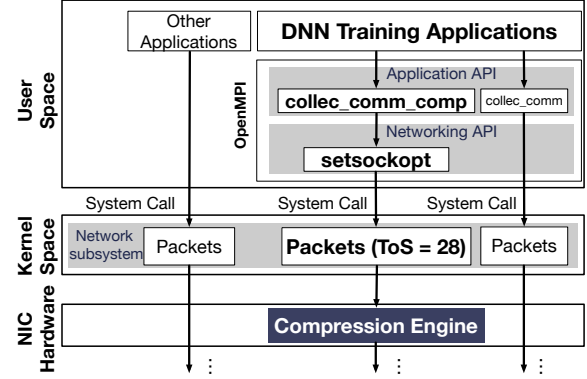 Other
Applications
DNN Training Applications
User
Space
OpenMPI
Application API
collec_comm_comp
collec_comm
Networking API
setsockopt
System Call
System Call
System Call
Kernel
Space
Network
subsystem
Packets
Packets (ToS = 28)
Packets
NIC
Hardware
Compression Engine
...
...
...